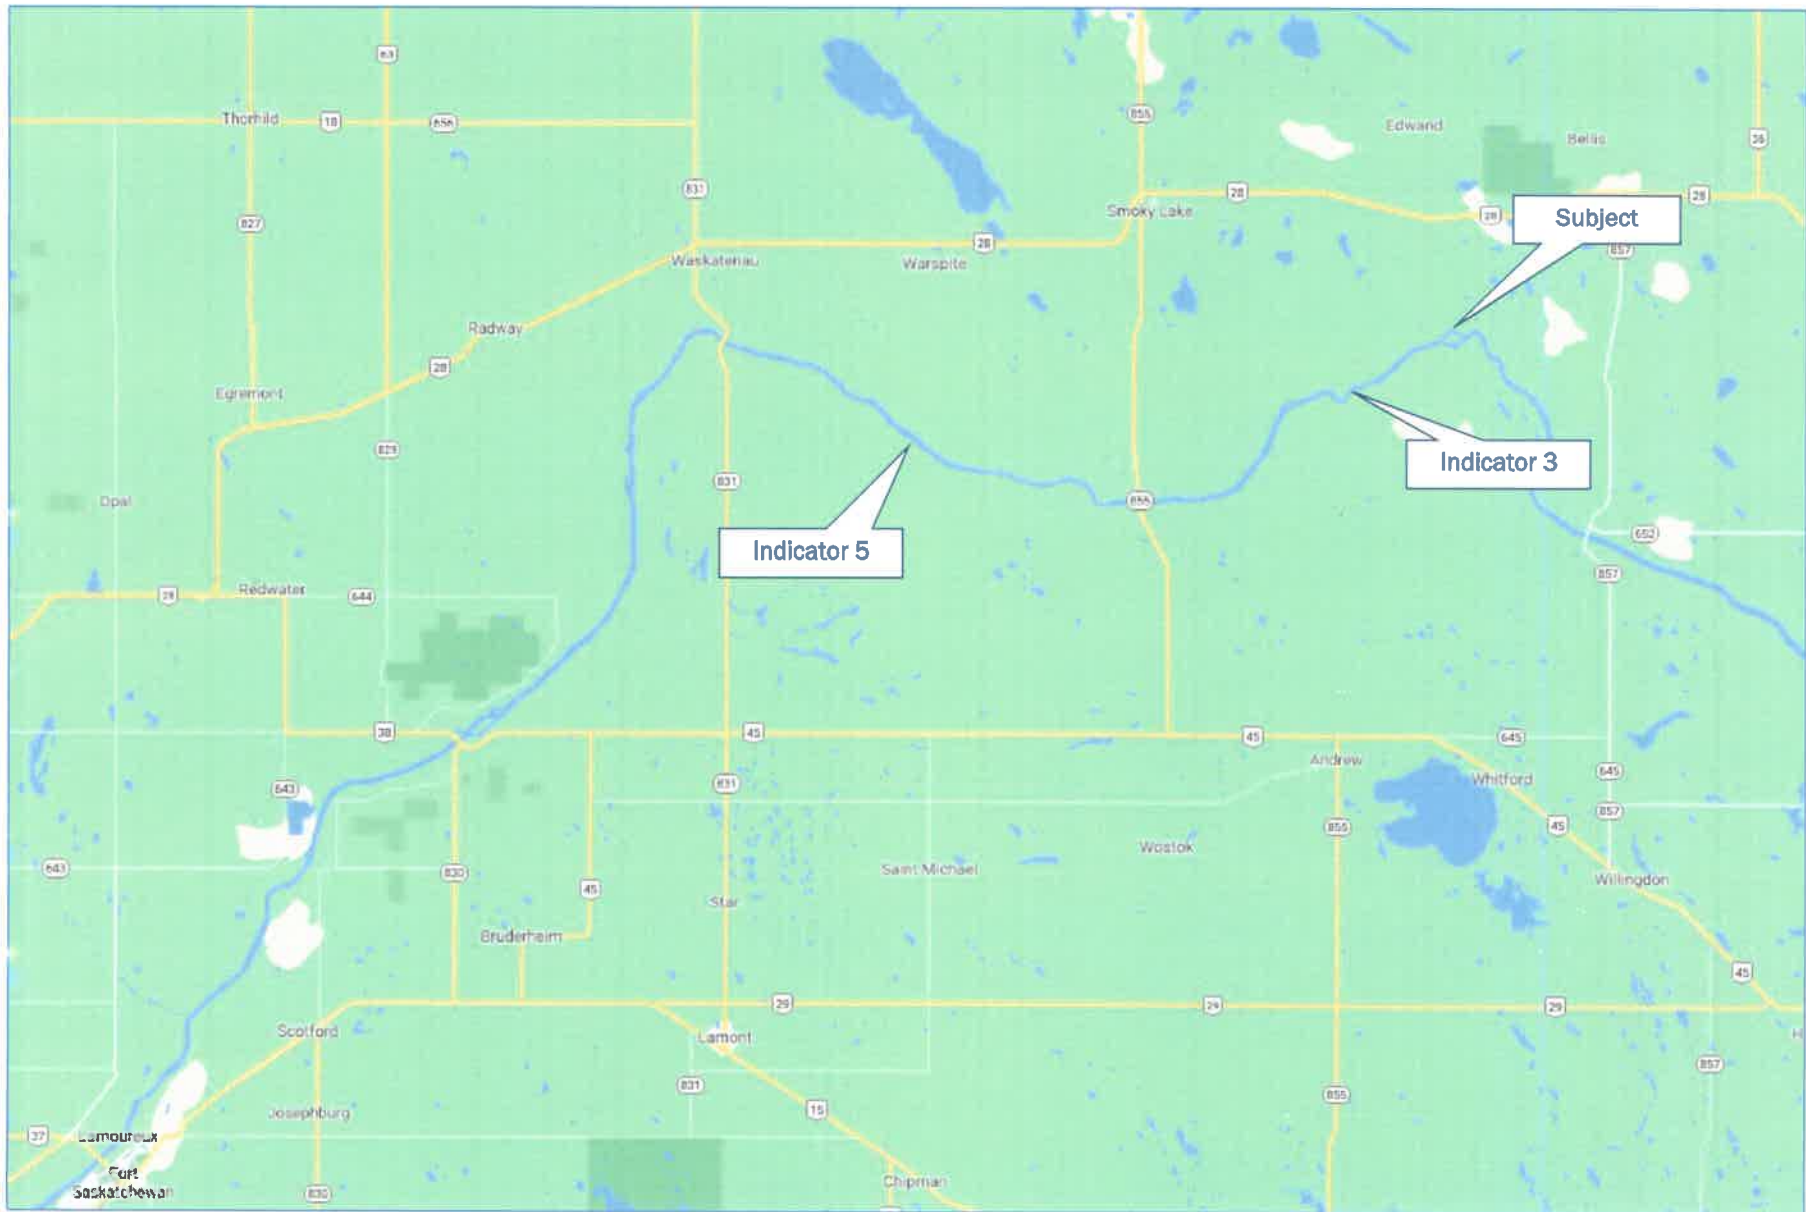 63
Thorhild
18
656
855
Edwand
Bellis
36
831
28
28
827
Smoky Lake
28
Subject
857
Waskatenau
Warspite
28
Radway
28
Egremont
829
Indicator 3
831
855
Opal
652
Indicator 5
857
28
Redwater
644
38
45
45
645
Andrew
Whitford
645
643
831
857
855
45
Wostok
643
830
Saint Michael
45
Willingdon
Star
Bruderheim
45
29
29
29
Scotford
Lamont
H
857
831
855
15
Josephburg
37
Lamoureux
Fort
Saskatchewan
830
Chipman